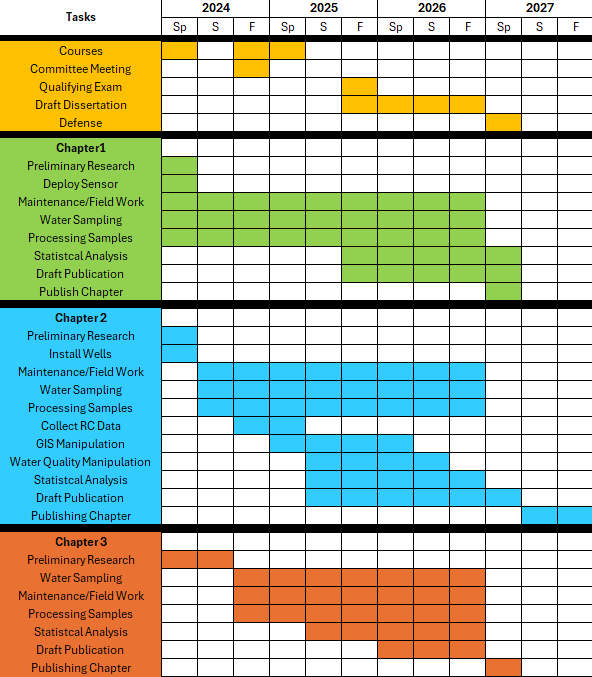 Tasks 2024 2025 2026 2027
Sp S F Sp S F Sp S F Sp S F
Courses
Committee Meeting
Qualifying Exam
Draft Dissertation
Defense
Chapter1
Preliminary Research
Deploy Sensor
Maintenance/Field Work
Water Sampling
Processing Samples
Statistcal Analysis
Draft Publication
Publish Chapter
Chapter 2
Preliminary Research
Install Wells
Maintenance/Field Work
Water Sampling
Processing Samples
Collect RC Data
GIS Manipulation
Water Quality Manipulation
Statistcal Analysis
Draft Publication
Publishing Chapter
Chapter 3
Preliminary Research
Water Sampling
Maintenance/Field Work
Processing Samples
Statistcal Analysis
Draft Publication
Publishing Chapter